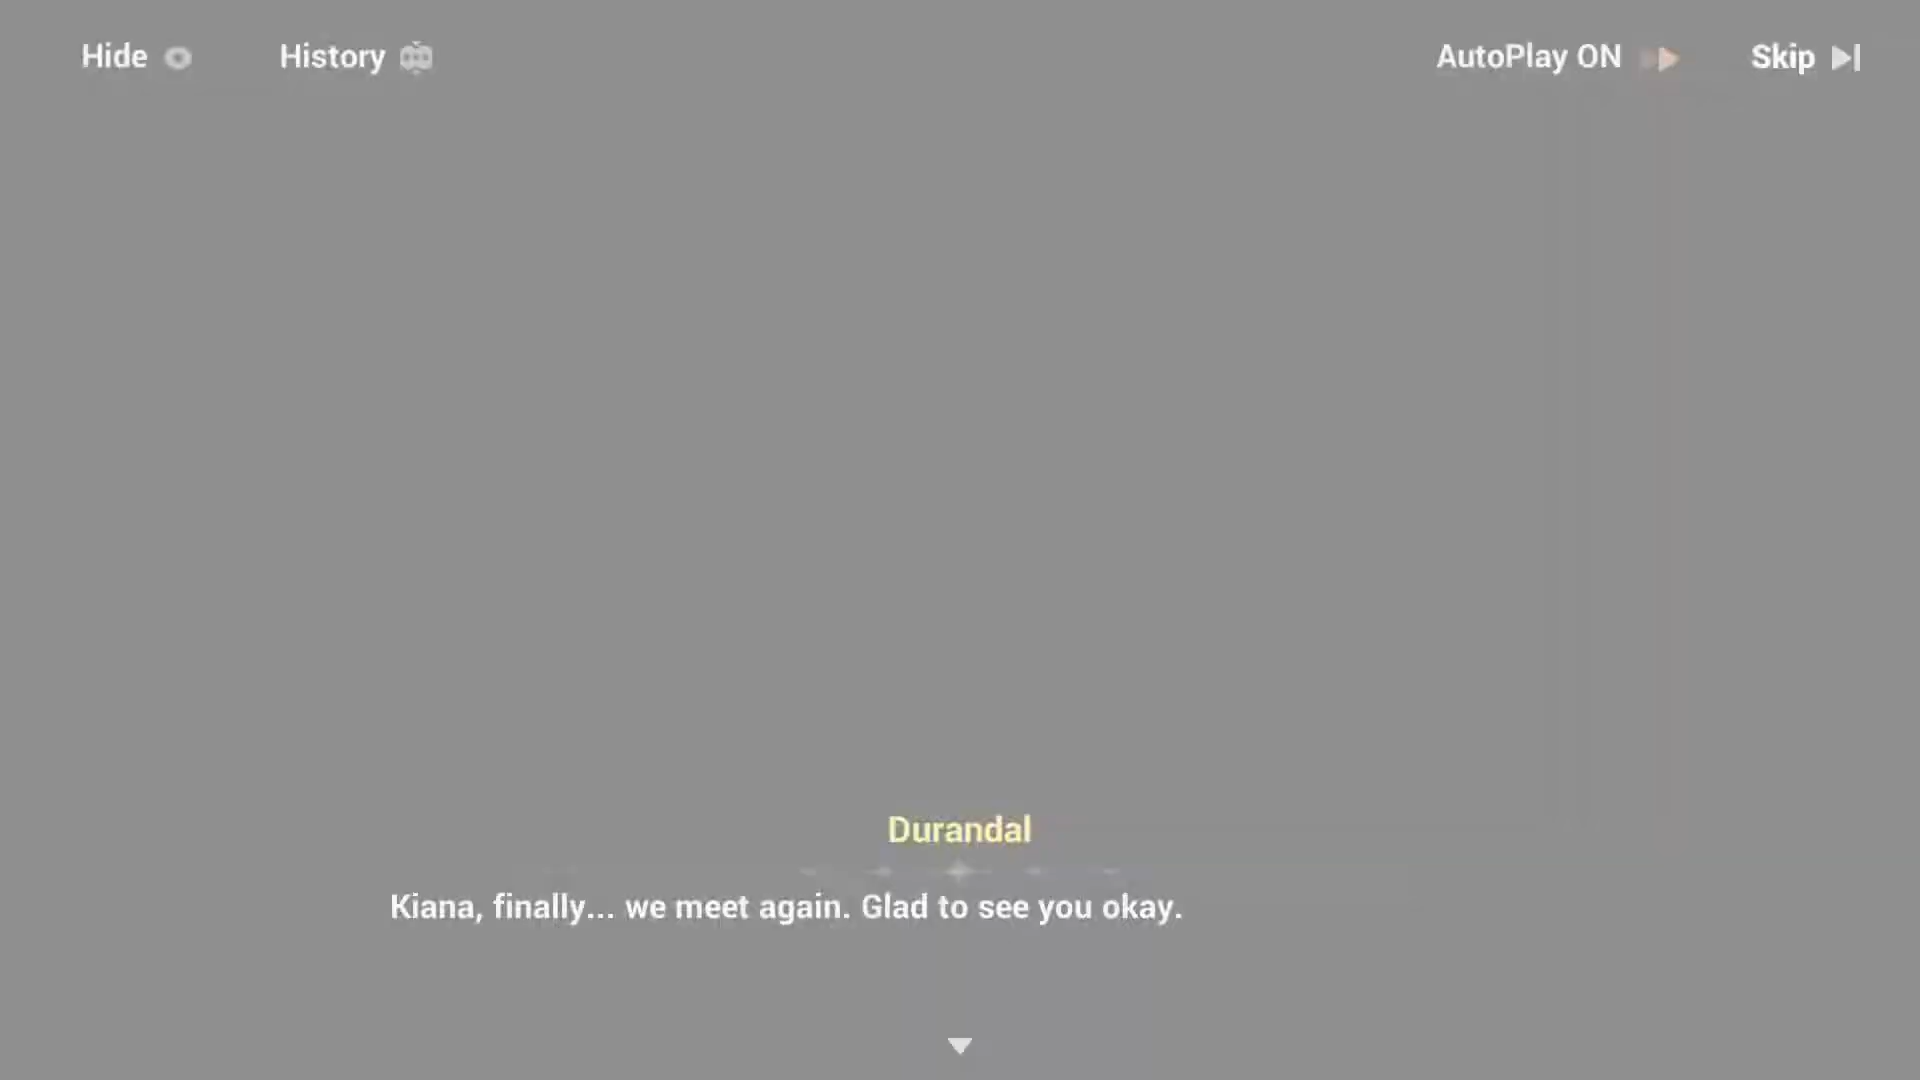 Hide
History
AutoPlay ON
Skip
Durandal
Kiana, finally... we meet again. Glad to see you okay.